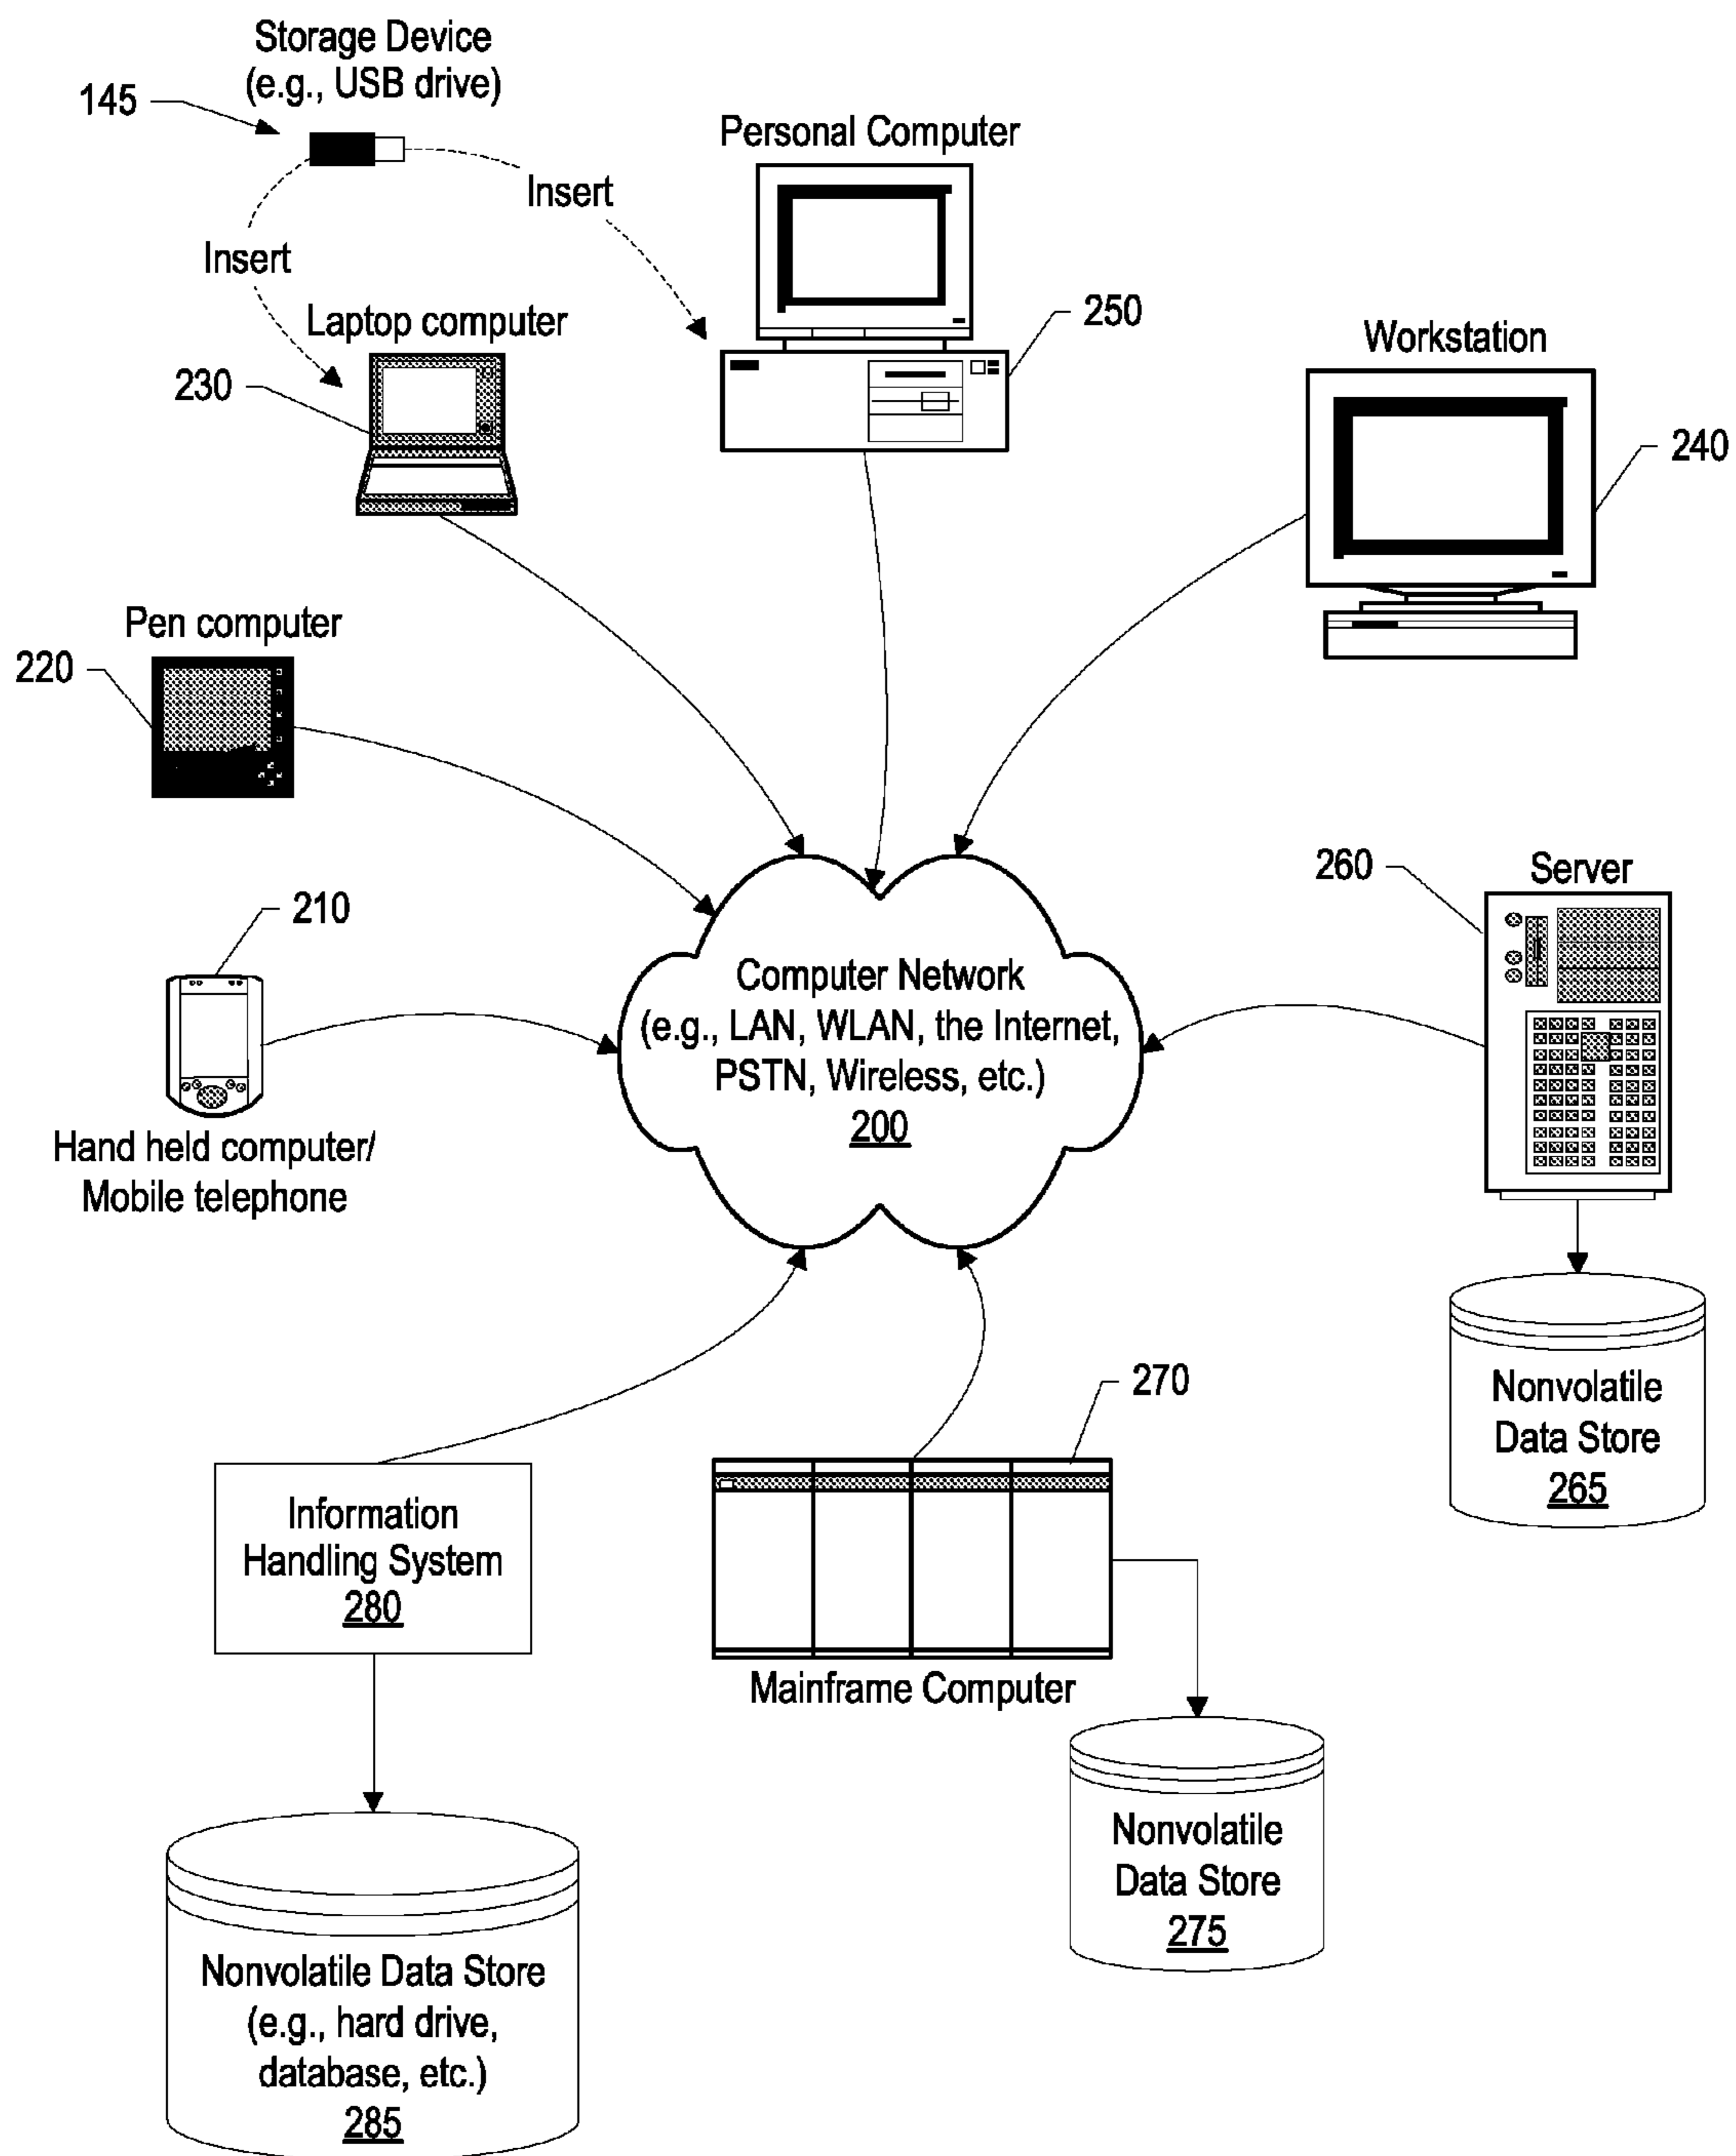 Storage Device
(e.g., USB drive)
145
Personal Computer
Insert
Insert
Laptop computer
250
Workstation
230
240
Pen computer
220
260
Server
210
Computer Network
(e.g., LAN, WLAN, the Internet,
PSTN, Wireless, etc.)
200
Hand held computer/
Mobile telephone
270
Nonvolatile
Data Store
265
Information
Handling System
280
Mainframe Computer
Nonvolatile
Data Store
275
Nonvolatile Data Store
(e.g., hard drive,
database, etc.)
285